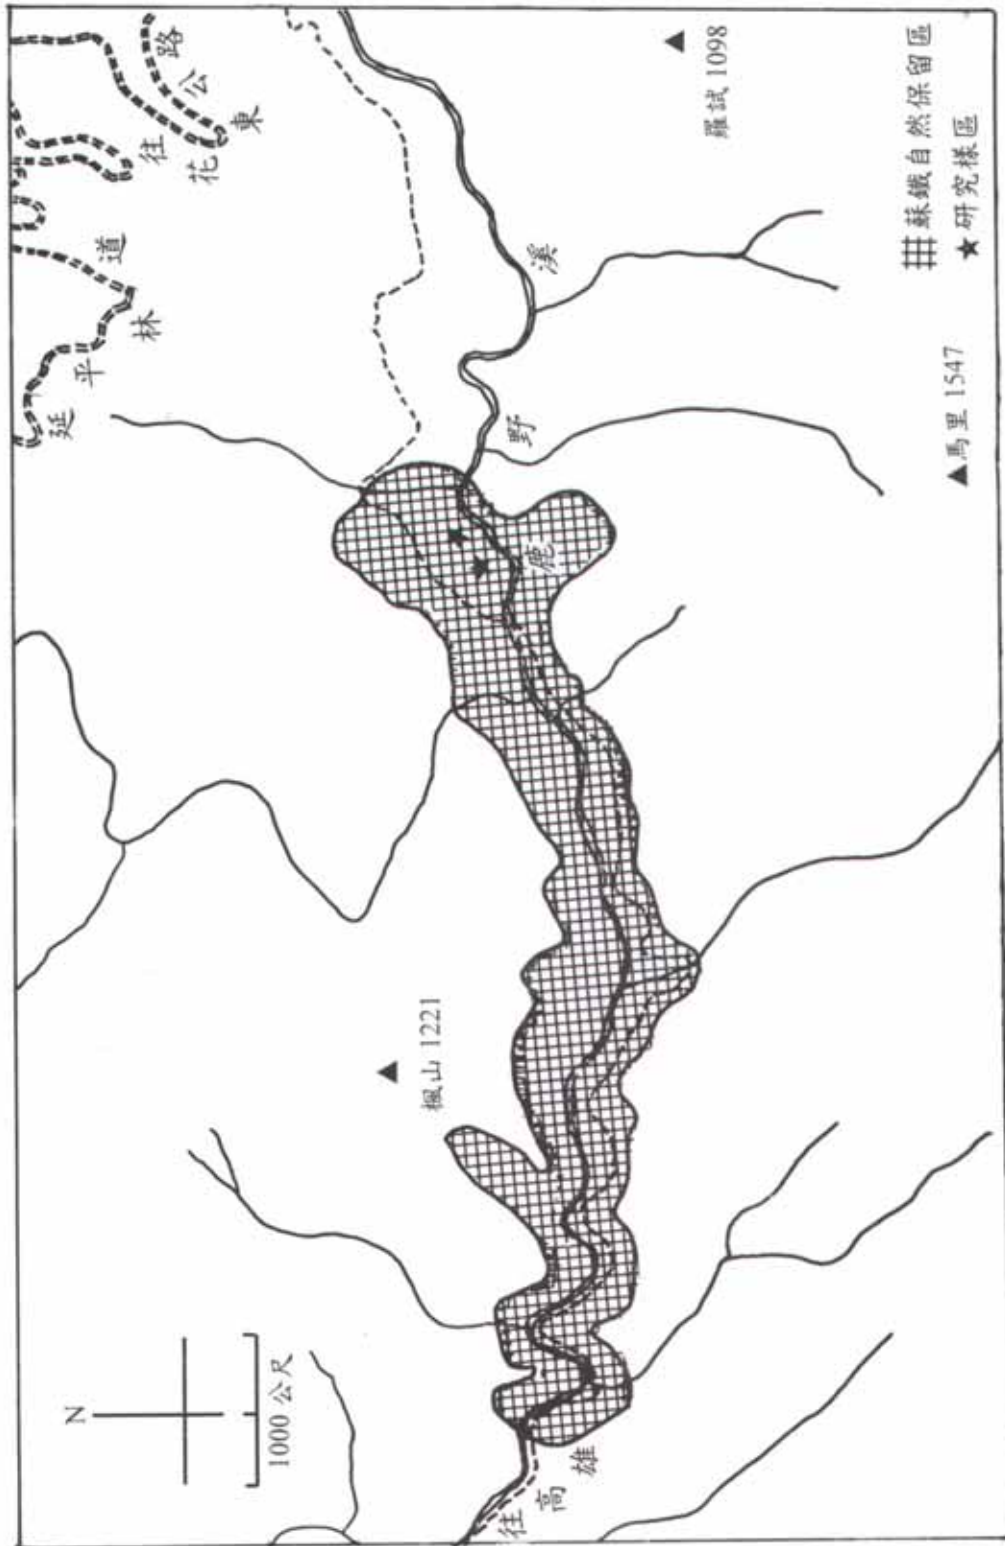 N
1000 公尺
往高雄
楓山 1221
延平林道
往花東公路
鹿野溪
羅試 1098
馬里 1547
蘇鐵自然保留區
研究樣區